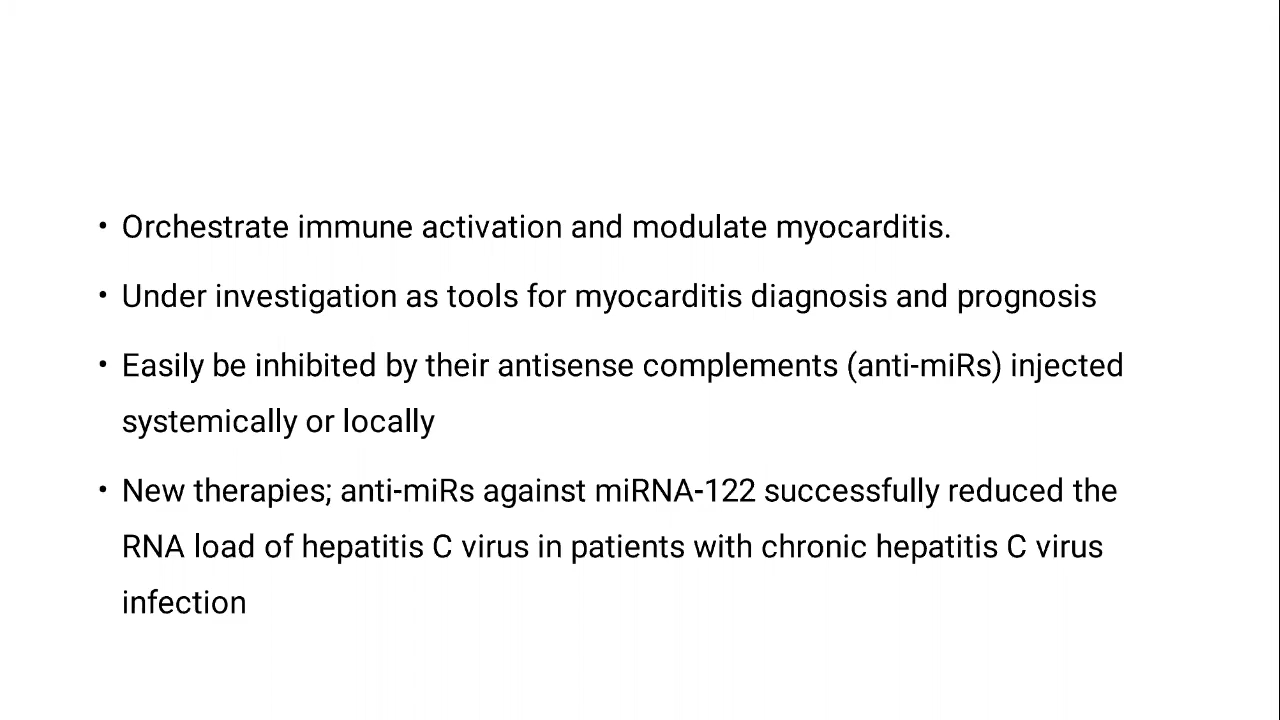 • Orchestrate immune activation and modulate myocarditis.
• Under investigation as tools for myocarditis diagnosis and prognosis
• Easily be inhibited by their antisense complements (anti-miRs) injected
systemically or locally
• New therapies; anti-miRs against miRNA-122 successfully reduced the
RNA load of hepatitis C virus in patients with chronic hepatitis C virus
infection